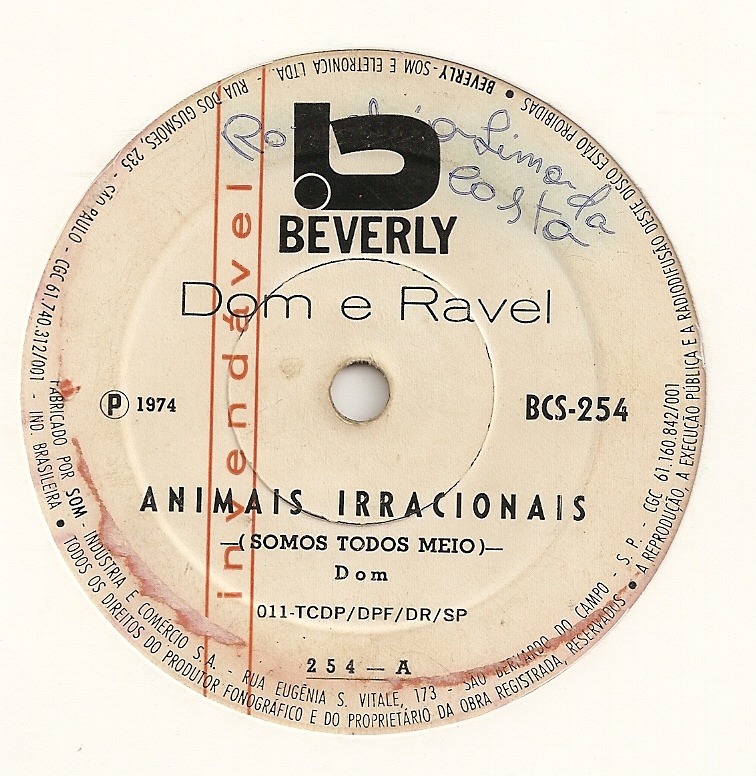 BEVERLY - SOM E ELETRONICA LTDA. - RUA DOS GUSMÕES, 235 - SÃO PAULO - CGC 61.740.312/001 - IND. BRASILEIRA • TODOS OS DIREITOS DO PRODUTOR FONOGRÁFICO E DO PROPRIETÁRIO DA OBRA REGISTRADA, RESERVADOS • A REPRODUÇÃO, A EXECUÇÃO PÚBLICA E A RADIODIFUSÃO DESTE DISCO ESTÃO PROIBIDAS •
FABRICADO POR SOM - INDUSTRIA E COMÉRCIO S.A. - RUA EUGÊNIA S. VITALE, 173 - SÃO BERNARDO DO CAMPO - S. P. - CGC 61.160.842/001
Lima da
Costa
b
BEVERLY
invendável
Dom e Ravel
℗ 1974
BCS-254
ANIMAIS IRRACIONAIS
—(SOMOS TODOS MEIO)—
Dom
011-TCDP/DPF/DR/SP
254 — A